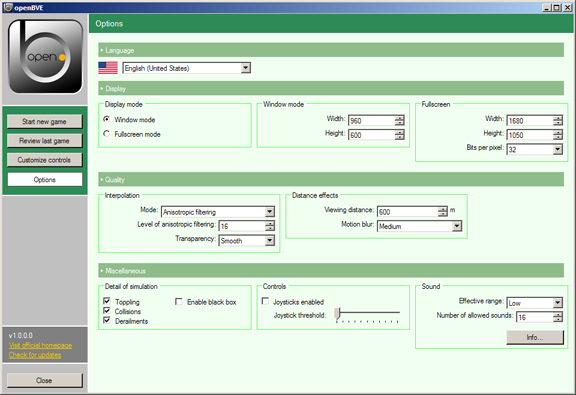 openBVE
open
Options
Start new game
Review last game
Customize controls
Options
v1.0.0.0
Visit official homepage
Check for updates
Close
Language
English (United States)
Display
Display mode
Window mode
Fullscreen mode
Window mode
Width: 960
Height: 600
Fullscreen
Width: 1680
Height: 1050
Bits per pixel: 32
Quality
Interpolation
Mode: Anisotropic filtering
Level of anisotropic filtering: 16
Transparency: Smooth
Distance effects
Viewing distance: 600 m
Motion blur: Medium
Miscellaneous
Detail of simulation
Toppling
Collisions
Derailments
Enable black box
Controls
Joysticks enabled
Joystick threshold:
Sound
Effective range: Low
Number of allowed sounds: 16
Info...